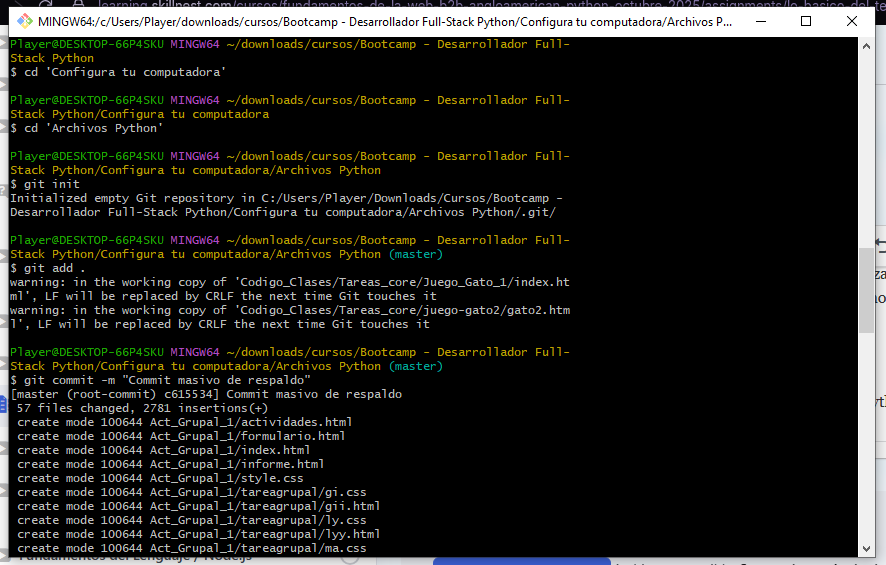 learning.skillnest.com/cursos/fundamentos_de_la_web_b2b_angloamerican_python_octubre_2025/assignments/lo_basico_del_te
MINGW64:/c/Users/Player/downloads/cursos/Bootcamp - Desarrollador Full-Stack Python/Configura tu computadora/Archivos P...
Player@DESKTOP-66P4SKU MINGW64 ~/downloads/cursos/Bootcamp - Desarrollador Full-
Stack Python
$ cd 'Configura tu computadora'
Player@DESKTOP-66P4SKU MINGW64 ~/downloads/cursos/Bootcamp - Desarrollador Full-
Stack Python/Configura tu computadora
$ cd 'Archivos Python'
Player@DESKTOP-66P4SKU MINGW64 ~/downloads/cursos/Bootcamp - Desarrollador Full-
Stack Python/Configura tu computadora/Archivos Python
$ git init
Initialized empty Git repository in C:/Users/Player/Downloads/Cursos/Bootcamp -
Desarrollador Full-Stack Python/Configura tu computadora/Archivos Python/.git/
Player@DESKTOP-66P4SKU MINGW64 ~/downloads/cursos/Bootcamp - Desarrollador Full-
Stack Python/Configura tu computadora/Archivos Python (master)
$ git add .
warning: in the working copy of 'Codigo_Clases/Tareas_core/Juego_Gato_1/index.ht
ml', LF will be replaced by CRLF the next time Git touches it
warning: in the working copy of 'Codigo_Clases/Tareas_core/juego-gato2/gato2.htm
l', LF will be replaced by CRLF the next time Git touches it
Player@DESKTOP-66P4SKU MINGW64 ~/downloads/cursos/Bootcamp - Desarrollador Full-
Stack Python/Configura tu computadora/Archivos Python (master)
$ git commit -m "Commit masivo de respaldo"
[master (root-commit) c615534] Commit masivo de respaldo
57 files changed, 2781 insertions(+)
create mode 100644 Act_Grupal_1/actividades.html
create mode 100644 Act_Grupal_1/formulario.html
create mode 100644 Act_Grupal_1/index.html
create mode 100644 Act_Grupal_1/informe.html
create mode 100644 Act_Grupal_1/style.css
create mode 100644 Act_Grupal_1/tareagrupal/gi.css
create mode 100644 Act_Grupal_1/tareagrupal/gii.html
create mode 100644 Act_Grupal_1/tareagrupal/ly.css
create mode 100644 Act_Grupal_1/tareagrupal/lyy.html
create mode 100644 Act_Grupal_1/tareagrupal/ma.css